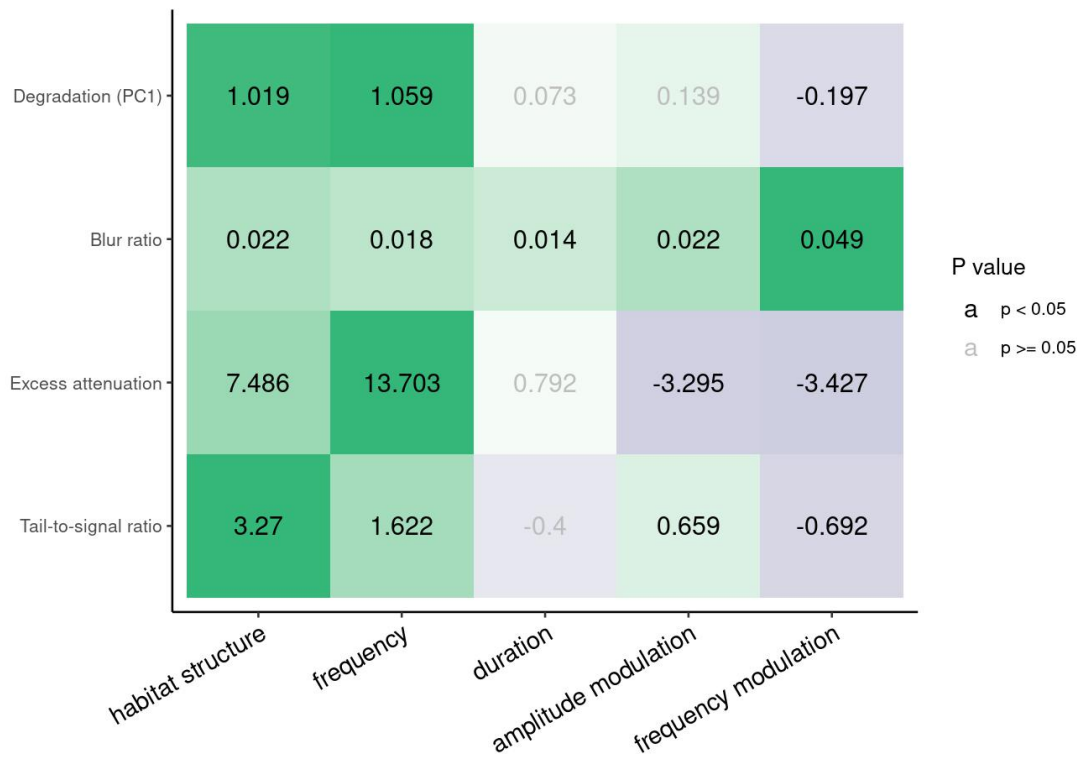 Degradation (PC1) 1.019 1.059 0.073 0.139 -0.197
Blur ratio 0.022 0.018 0.014 0.022 0.049
Excess attenuation 7.486 13.703 0.792 -3.295 -3.427
Tail-to-signal ratio 3.27 1.622 -0.4 0.659 -0.692
habitat structure
frequency
duration
amplitude modulation
frequency modulation
P value
a p < 0.05
a p >= 0.05